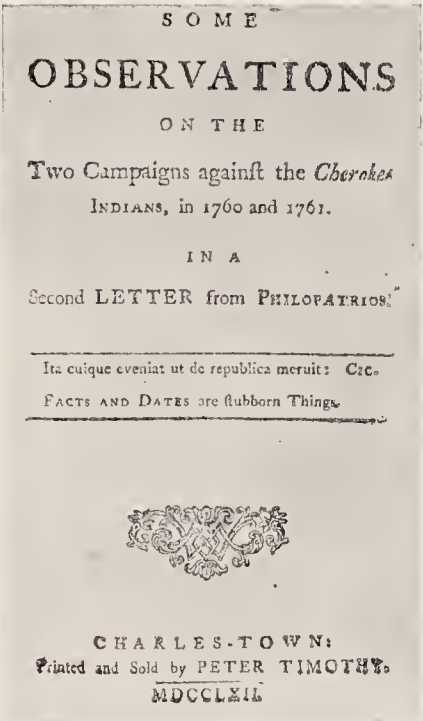 SOME
OBSERVATIONS
ON THE
Two Campaigns againſt the Cherokee
INDIANS, in 1760 and 1761.
IN A
Second LETTER from PHILOPATRIOS.
Ita cuique eveniat ut de republica meruit: CIC.
FACTS AND DATES are ſtubborn Things.
CHARLES-TOWN:
Printed and Sold by PETER TIMOTHY.
MDCCLXII.